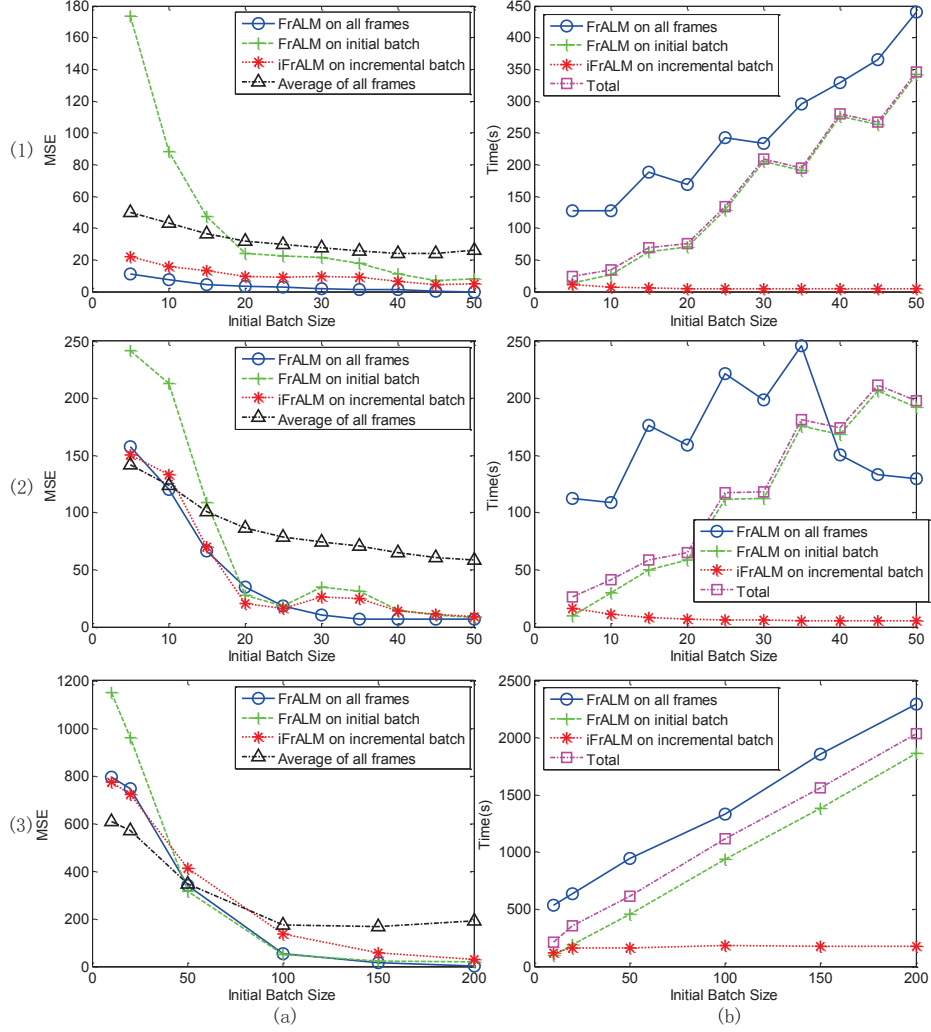 (1)
MSE
180
160
140
120
100
80
60
40
20
0
0 10 20 30 40 50
Initial Batch Size
FrALM on all frames
FrALM on initial batch
iFrALM on incremental batch
Average of all frames
Time(s)
450
400
350
300
250
200
150
100
50
0
0 10 20 30 40 50
Initial Batch Size
FrALM on all frames
FrALM on initial batch
iFrALM on incremental batch
Total
(2)
MSE
250
200
150
100
50
0
0 10 20 30 40 50
Initial Batch Size
FrALM on all frames
FrALM on initial batch
iFrALM on incremental batch
Average of all frames
Time(s)
250
200
150
100
50
0
0 10 20 30 40 50
Initial Batch Size
FrALM on all frames
FrALM on initial batch
iFrALM on incremental batch
Total
(3)
MSE
1200
1000
800
600
400
200
0
0 50 100 150 200
Initial Batch Size
FrALM on all frames
FrALM on initial batch
iFrALM on incremental batch
Average of all frames
(a)
Time(s)
2500
2000
1500
1000
500
0
0 50 100 150 200
Initial Batch Size
FrALM on all frames
FrALM on initial batch
iFrALM on incremental batch
Total
(b)